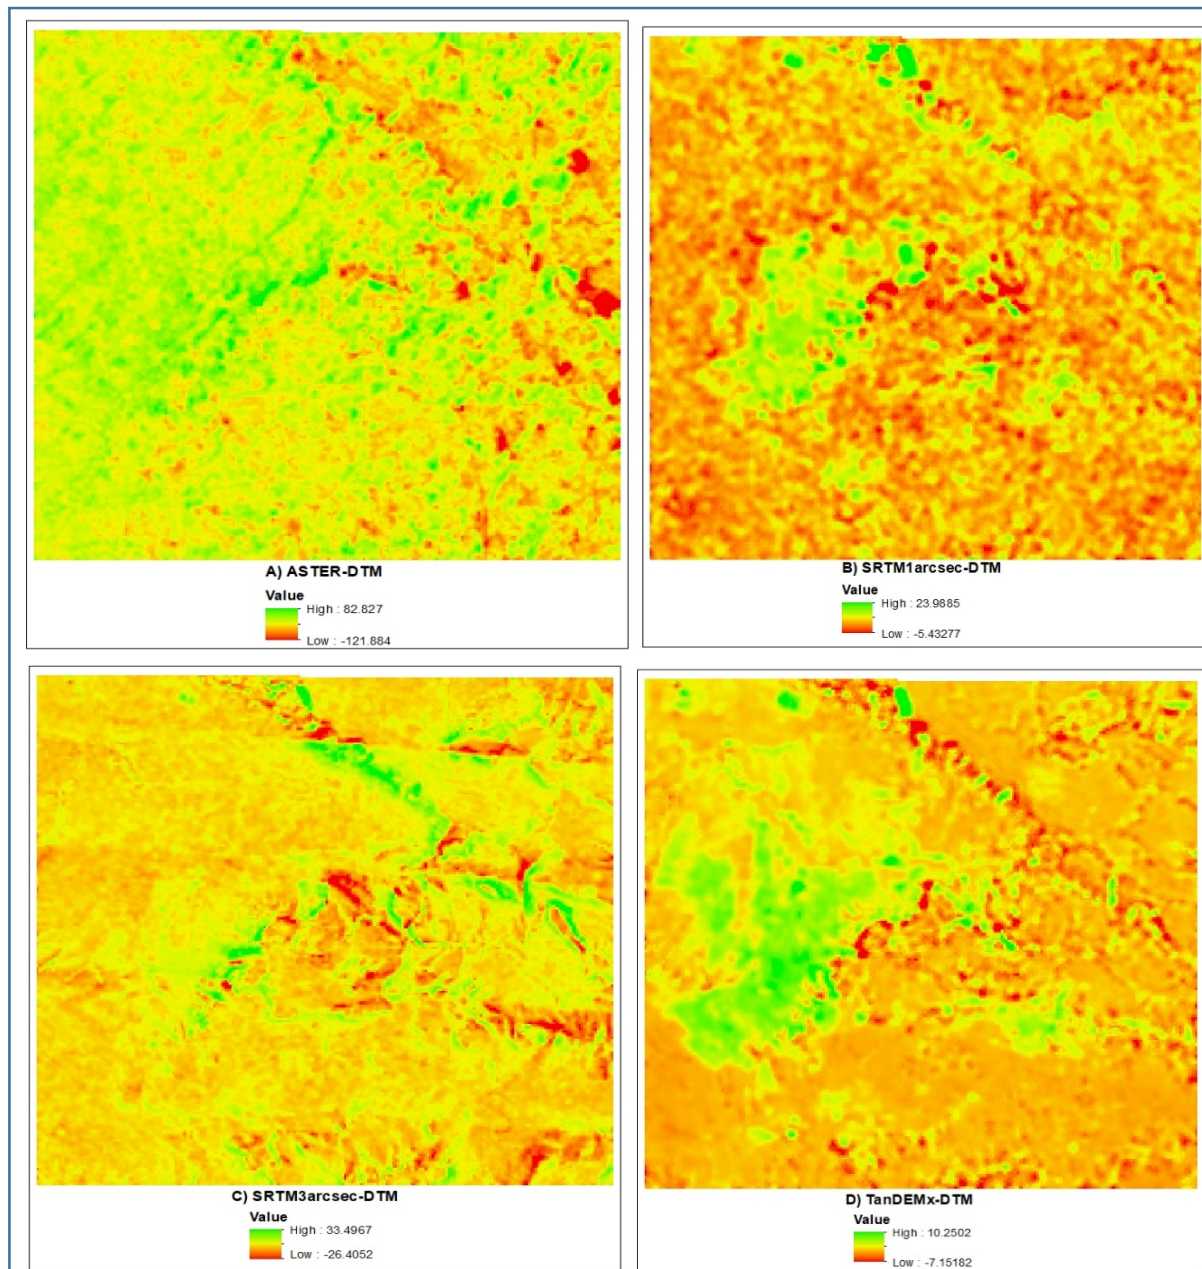 A) ASTER-DTM
Value
High : 82.827
Low : -121.884
B) SRTM1arcsec-DTM
Value
High : 23.9885
Low : -5.43277
C) SRTM3arcsec-DTM
Value
High : 33.4967
Low : -26.4052
D) TanDEMx-DTM
Value
High : 10.2502
Low : -7.15182